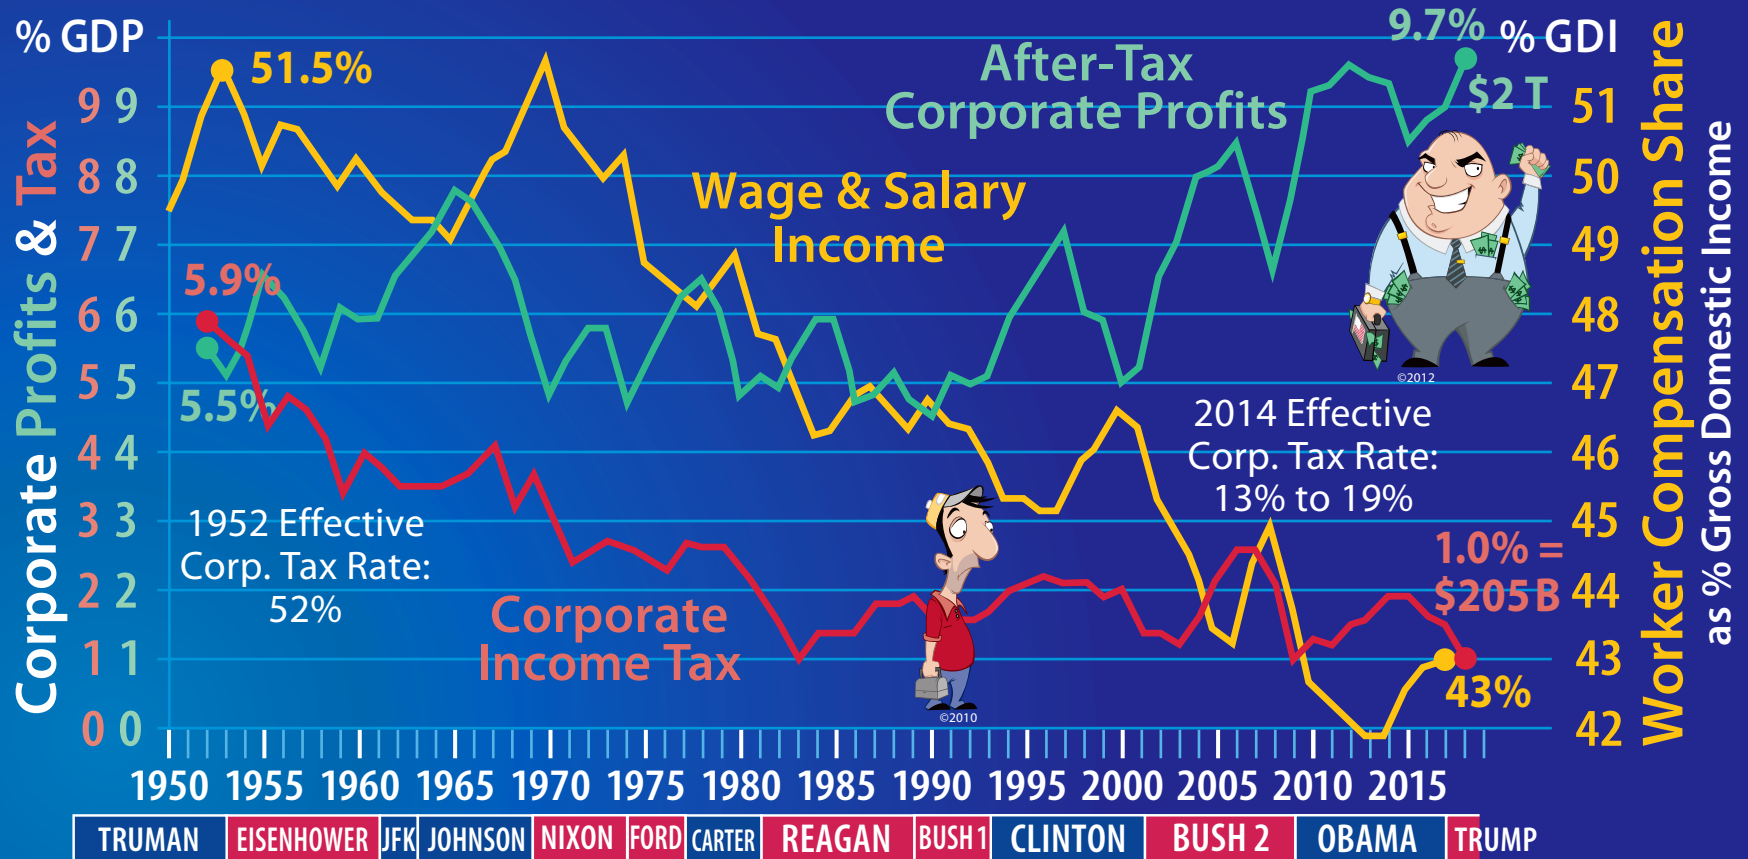 % GDP
9.7%
% GDI
51.5%
After-Tax
Corporate Profits
$2 T
Wage & Salary
Income
5.9%
5.5%
Corporate Profits & Tax
9 9
8 8
7 7
6 6
5 5
4 4
3 3
2 2
1 1
0 0
51
50
49
48
47
46
45
44
43
42
Worker Compensation Share
as % Gross Domestic Income
©2012
2014 Effective
Corp. Tax Rate:
13% to 19%
1952 Effective
Corp. Tax Rate:
52%
1.0% =
$205 B
Corporate
Income Tax
43%
©2010
1950 1955 1960 1965 1970 1975 1980 1985 1990 1995 2000 2005 2010 2015
TRUMAN EISENHOWER JFK JOHNSON NIXON FORD CARTER REAGAN BUSH 1 CLINTON BUSH 2 OBAMA TRUMP